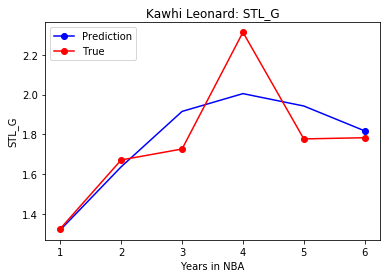 Kawhi Leonard: STL_G
Prediction
True
2.2
2.0
1.8
1.6
1.4
STL_G
1 2 3 4 5 6
Years in NBA